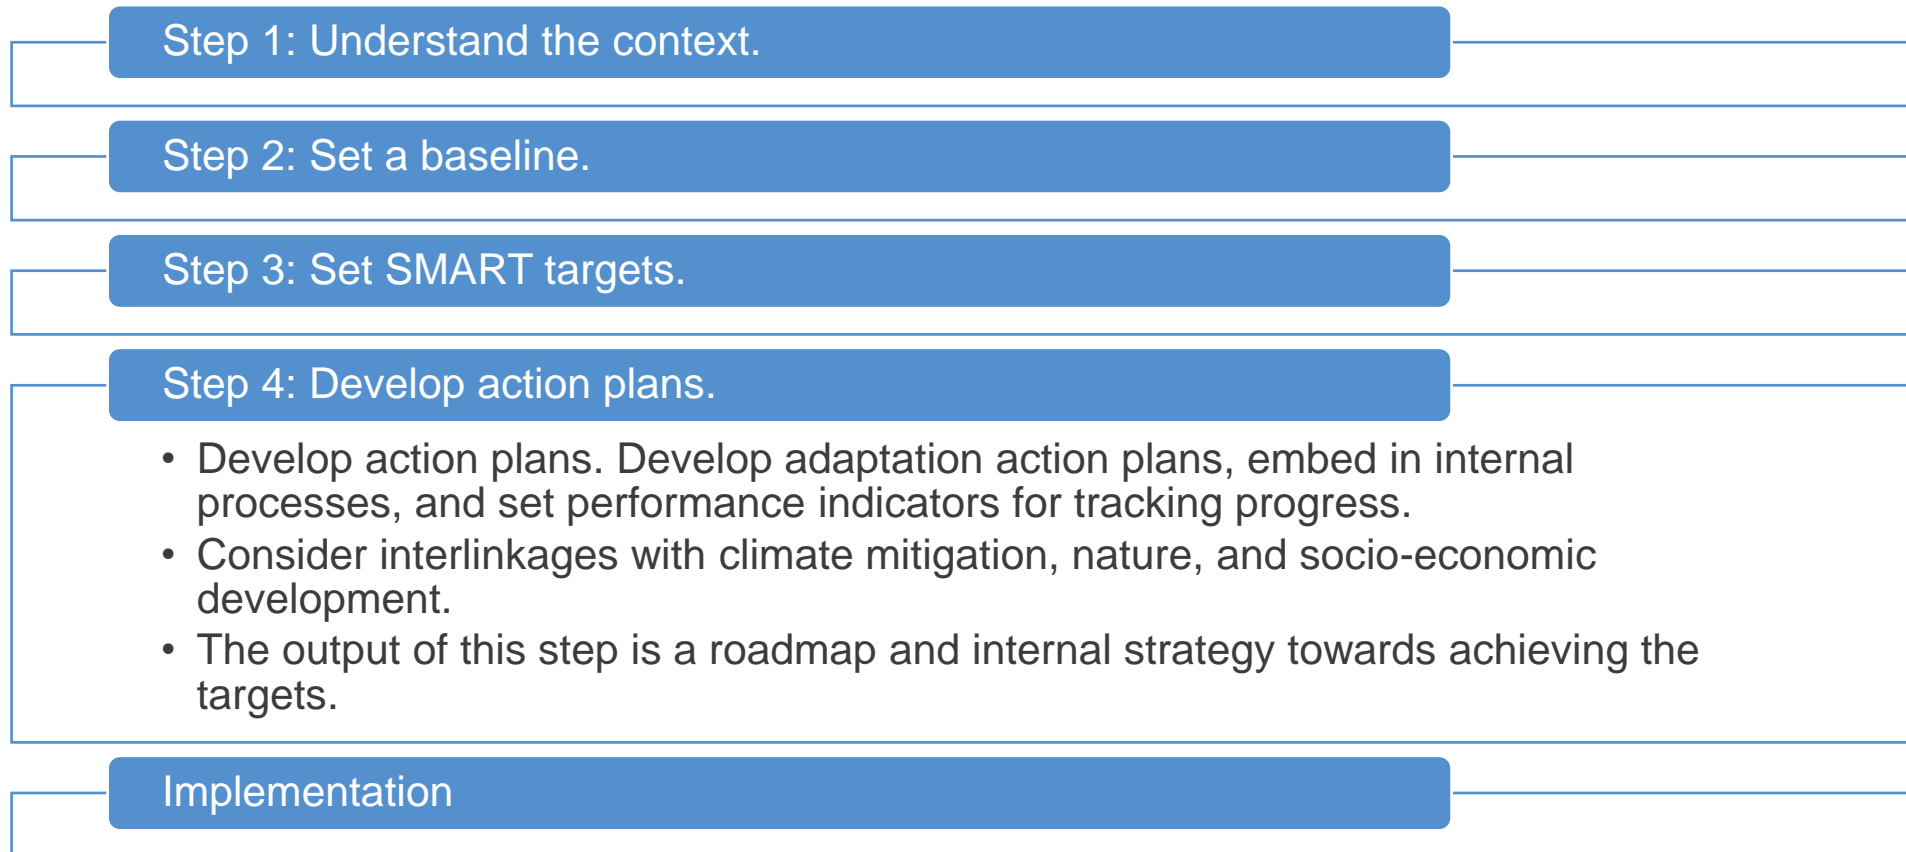 Step 1: Understand the context.
Step 2: Set a baseline.
Step 3: Set SMART targets.
Step 4: Develop action plans.
• Develop action plans. Develop adaptation action plans, embed in internal
processes, and set performance indicators for tracking progress.
• Consider interlinkages with climate mitigation, nature, and socio-economic
development.
• The output of this step is a roadmap and internal strategy towards achieving the
targets.
Implementation